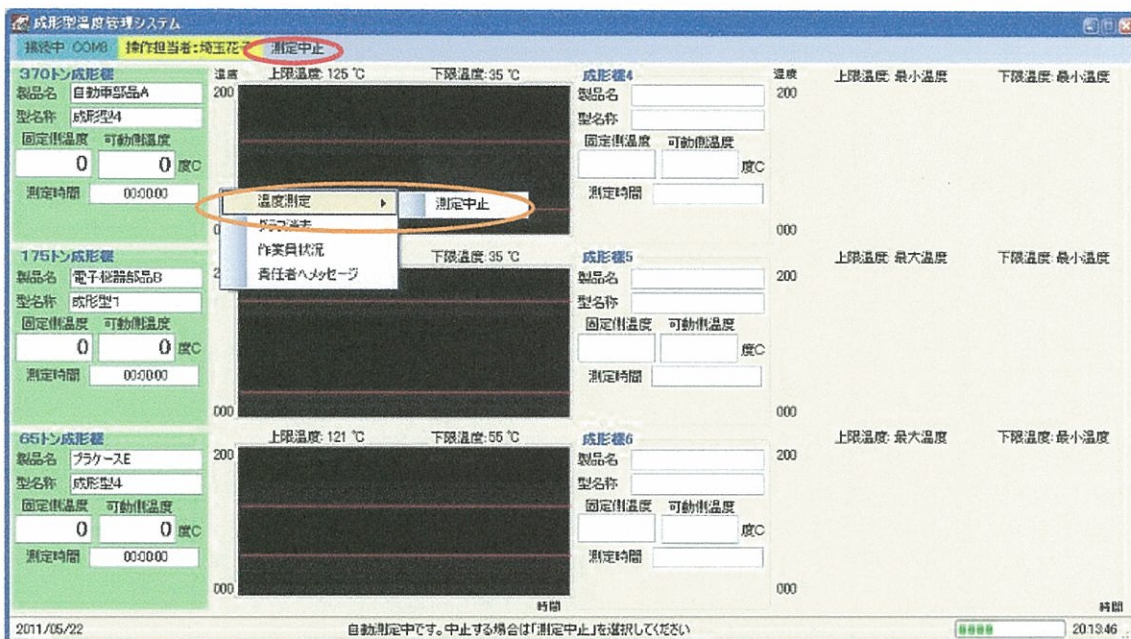 成形型温度管理システム
接続中 COM8 操作担当者:埼玉花子 測定中止
370トン成形機
製品名 自動車部品A
型名称 成形型4
固定側温度 可動側温度
0 0 度C
測定時間 00:00:00
温度 上限温度: 125 ℃ 下限温度: 35 ℃
200
温度測定
測定中止
グラフ消去
作業員状況
責任者へメッセージ
成形機4
製品名
型名称
固定側温度 可動側温度
度C
測定時間
温度 上限温度: 最小温度 下限温度: 最小温度
200
000
175トン成形機
製品名 電子機器部品B
型名称 成形型1
固定側温度 可動側温度
0 0 度C
測定時間 00:00:00
下限温度: 35 ℃
000
成形機5
製品名
型名称
固定側温度 可動側温度
度C
測定時間
上限温度: 最大温度 下限温度: 最小温度
200
000
65トン成形機
製品名 プラケースE
型名称 成形型4
固定側温度 可動側温度
0 0 度C
測定時間 00:00:00
上限温度: 121 ℃ 下限温度: 55 ℃
200
000
時間
成形機6
製品名
型名称
固定側温度 可動側温度
度C
測定時間
上限温度: 最大温度 下限温度: 最小温度
200
000
時間
2011/05/22 自動測定中です。中止する場合は「測定中止」を選択してください 20:13:46